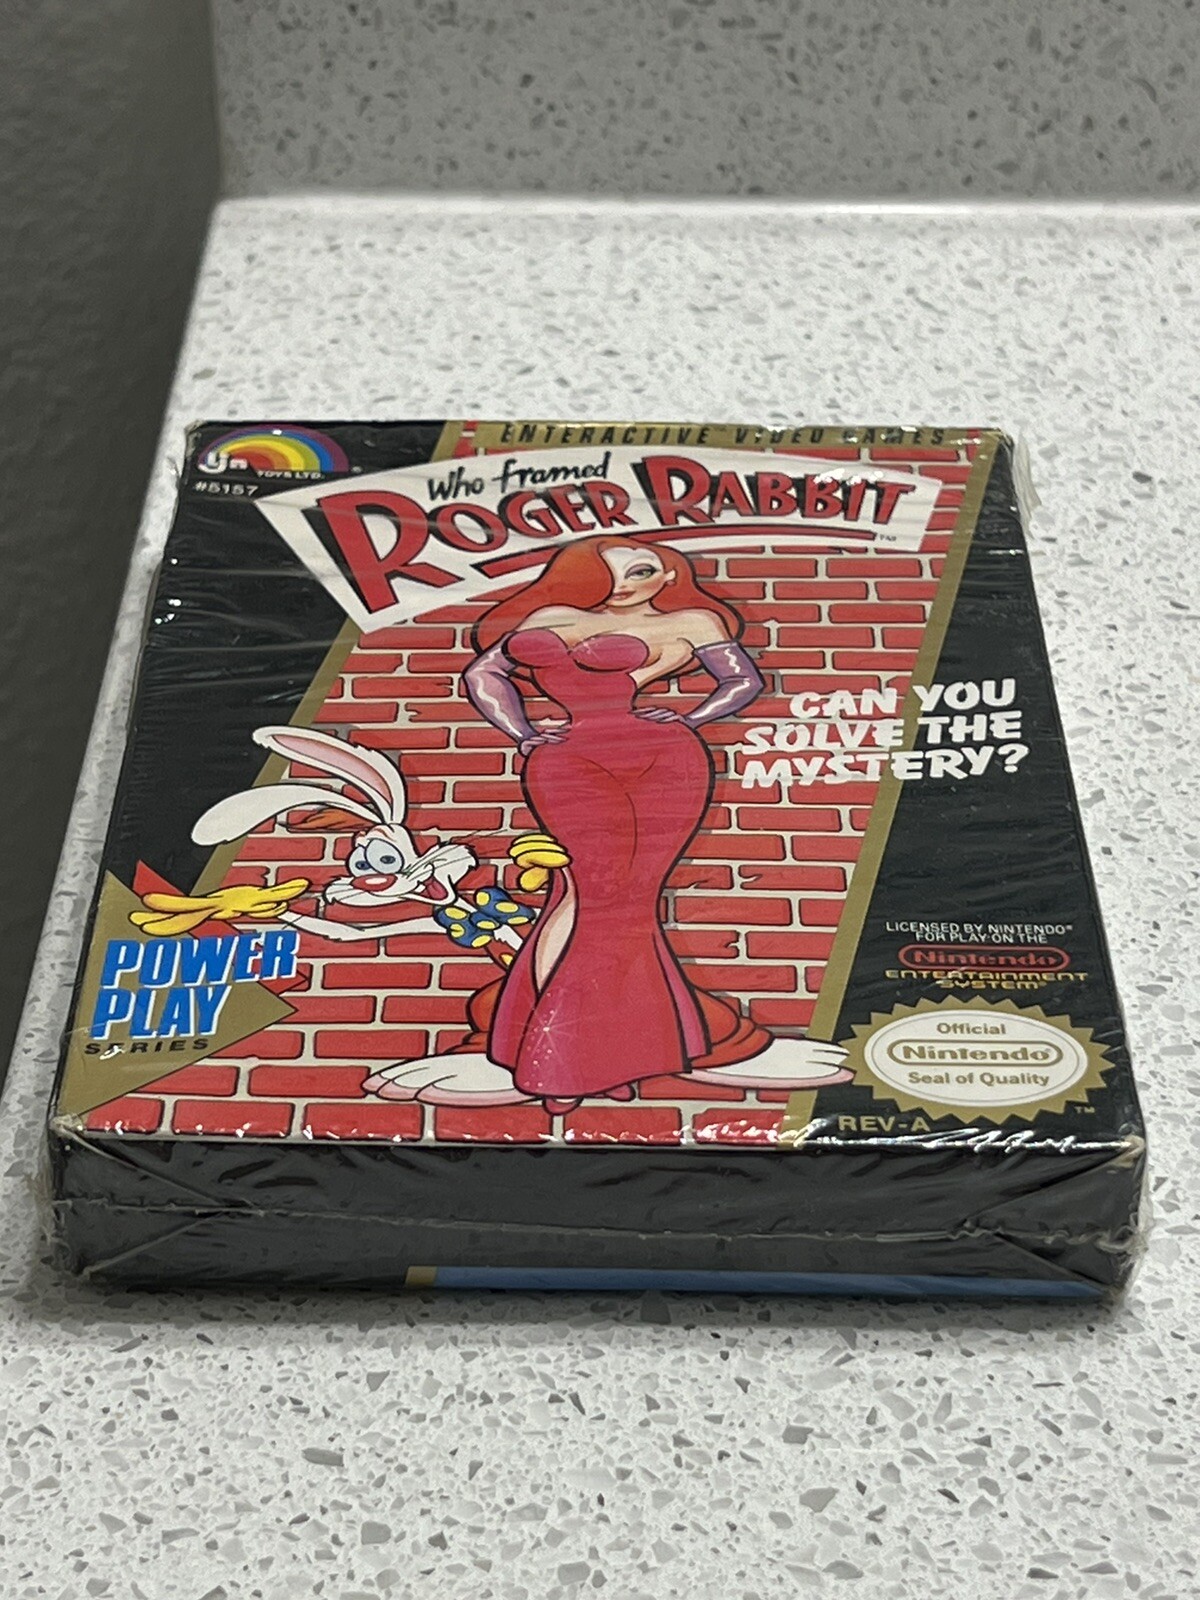 ENTERACTIVE™ VIDEO GAMES
LJN
TOYS LTD.
®
#5157
Who framed
ROGER RABBIT
™
CAN YOU
SOLVE THE
MYSTERY?
POWER
PLAY
SERIES
LICENSED BY NINTENDO®
FOR PLAY ON THE
Nintendo
ENTERTAINMENT
SYSTEM®
Official
Nintendo
Seal of Quality
™
REV-A